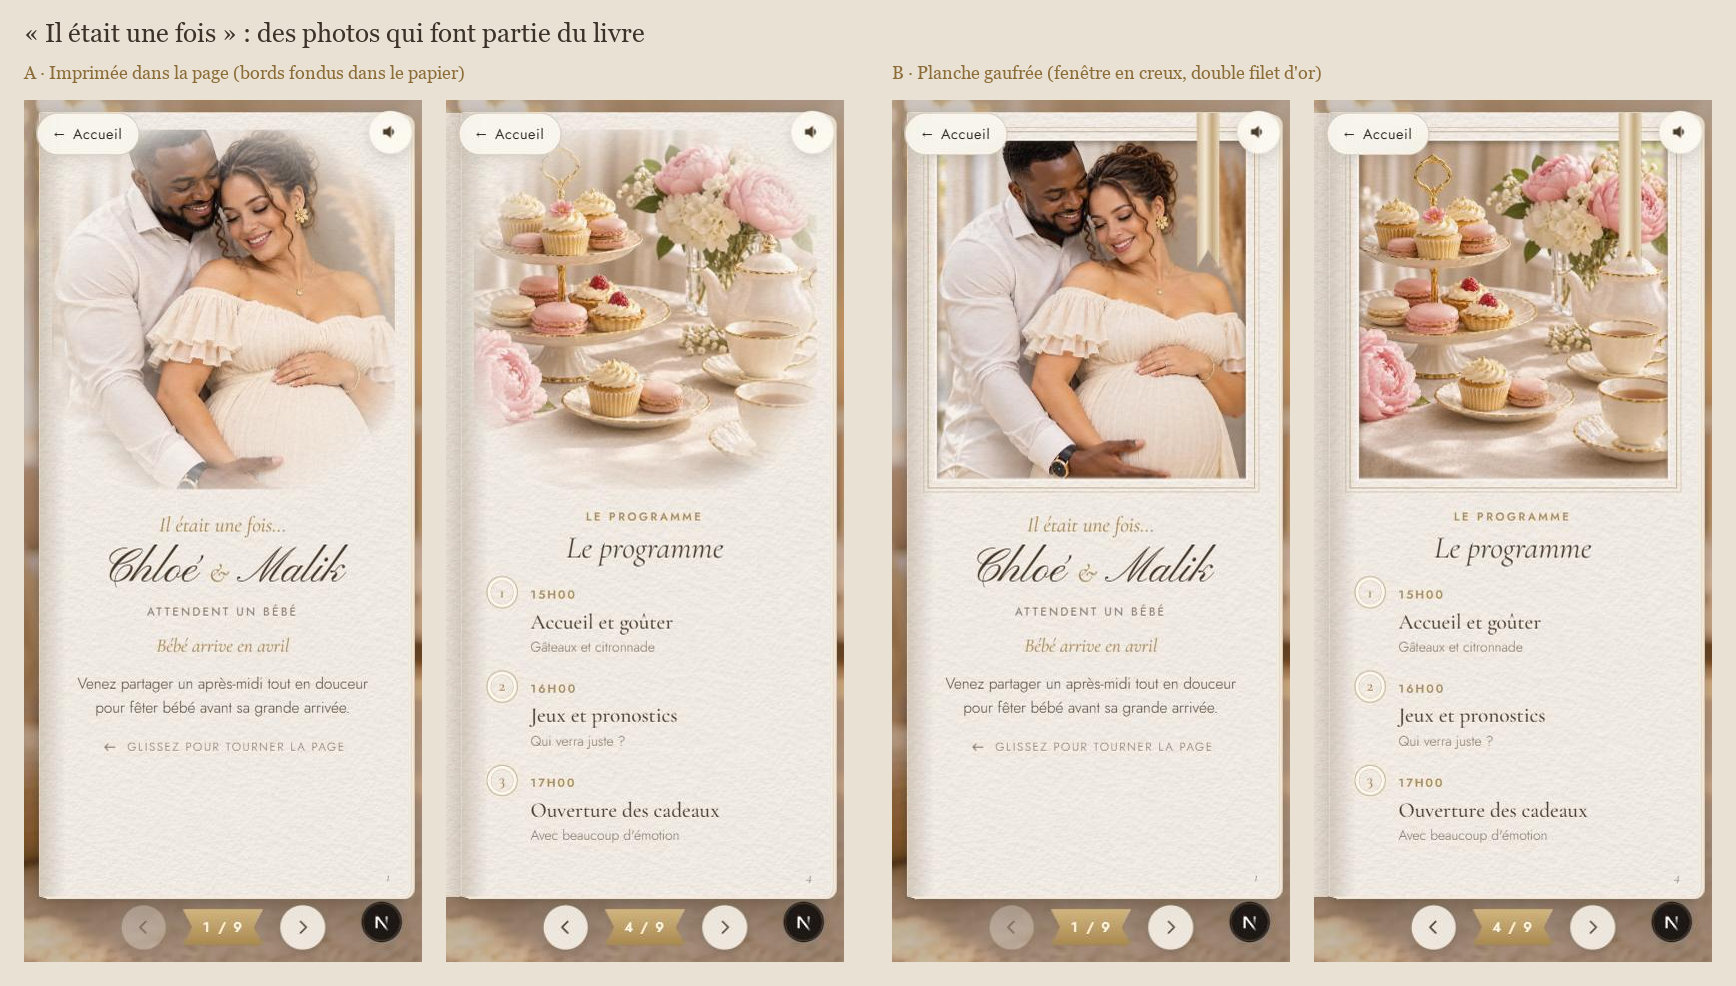 « Il était une fois » : des photos qui font partie du livre
A · Imprimée dans la page (bords fondus dans le papier)
← Accueil
Il était une fois...
Chloé & Malik
ATTENDENT UN BÉBÉ
Bébé arrive en avril
Venez partager un après-midi tout en douceur
pour fêter bébé avant sa grande arrivée.
← GLISSEZ POUR TOURNER LA PAGE
1
1 / 9
N
← Accueil
LE PROGRAMME
Le programme
1
15H00
Accueil et goûter
Gâteaux et citronnade
2
16H00
Jeux et pronostics
Qui verra juste ?
3
17H00
Ouverture des cadeaux
Avec beaucoup d'émotion
4
4 / 9
N
B · Planche gaufrée (fenêtre en creux, double filet d'or)
← Accueil
Il était une fois...
Chloé & Malik
ATTENDENT UN BÉBÉ
Bébé arrive en avril
Venez partager un après-midi tout en douceur
pour fêter bébé avant sa grande arrivée.
← GLISSEZ POUR TOURNER LA PAGE
1
1 / 9
N
← Accueil
LE PROGRAMME
Le programme
1
15H00
Accueil et goûter
Gâteaux et citronnade
2
16H00
Jeux et pronostics
Qui verra juste ?
3
17H00
Ouverture des cadeaux
Avec beaucoup d'émotion
4
4 / 9
N